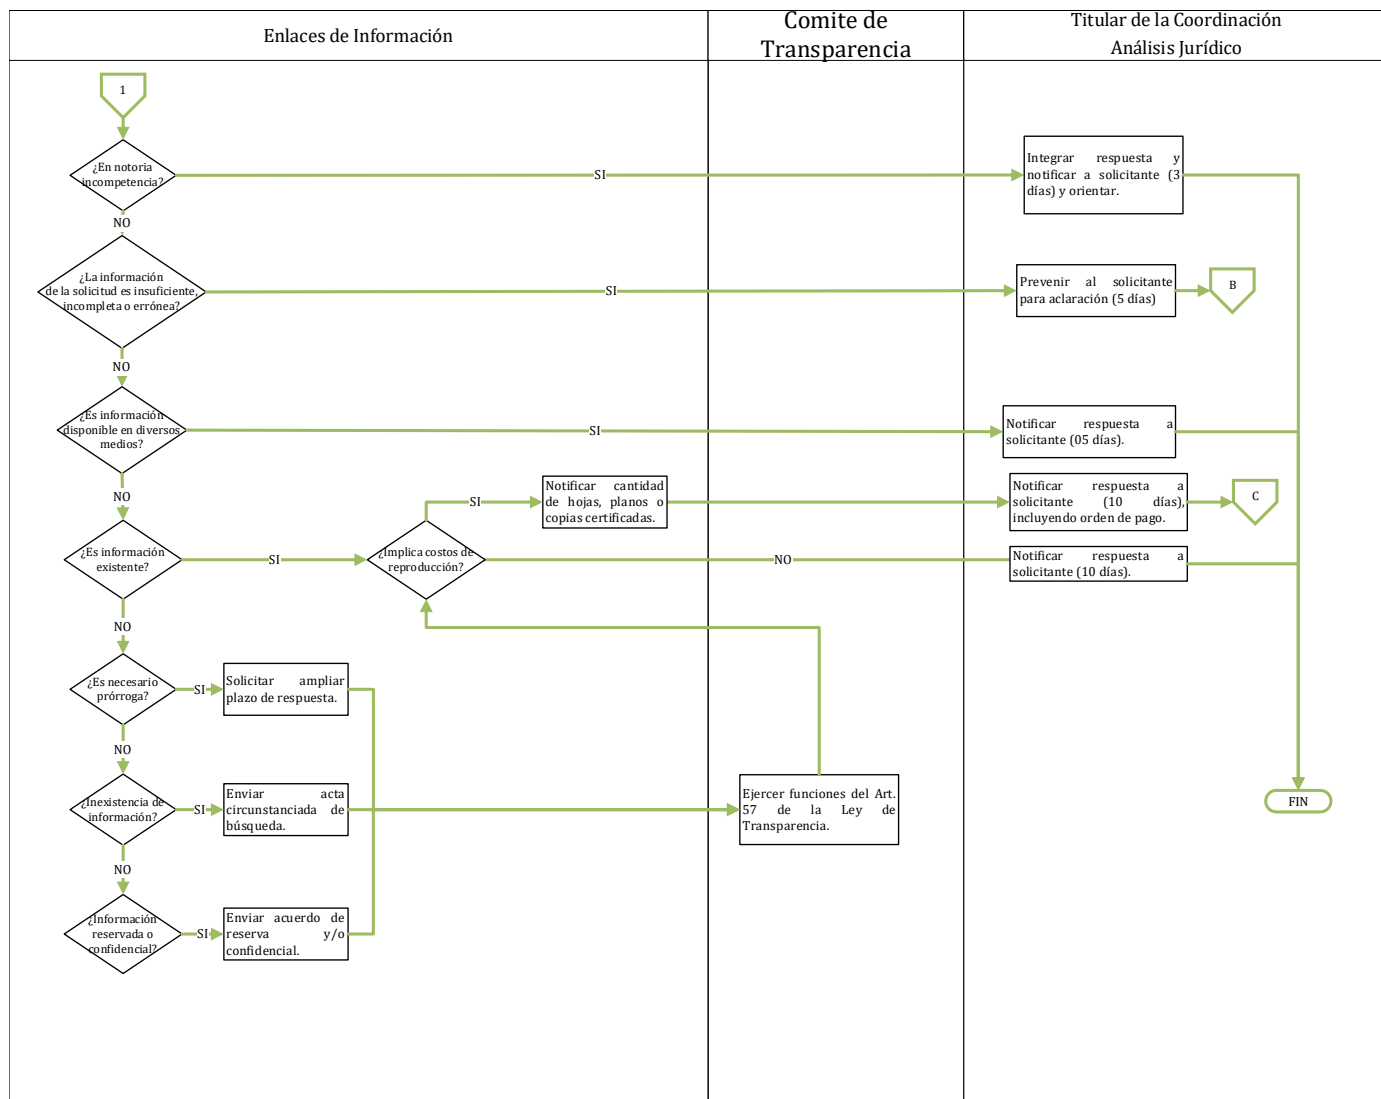 Enlaces de Información
Comite de
Transparencia
Titular de la Coordinación
Análisis Jurídico
1
¿En notoria
incompetencia?
SI
Integrar respuesta y
notificar a solicitante (3
días) y orientar.
NO
¿La información
de la solicitud es insuficiente,
incompleta o errónea?
SI
Prevenir al solicitante
para aclaración (5 días)
B
NO
¿Es información
disponible en diversos
medios?
SI
Notificar respuesta a
solicitante (05 días).
NO
SI
Notificar cantidad
de hojas, planos o
copias certificadas.
Notificar respuesta a
solicitante (10 días),
incluyendo orden de pago.
C
¿Es información
existente?
SI
¿Implica costos de
reproducción?
NO
Notificar respuesta a
solicitante (10 días).
NO
¿Es necesario
prórroga?
SI
Solicitar ampliar
plazo de respuesta.
NO
¿Inexistencia de
información?
SI
Enviar acta
circunstanciada de
búsqueda.
Ejercer funciones del Art.
57 de la Ley de
Transparencia.
FIN
NO
¿Información
reservada o
confidencial?
SI
Enviar acuerdo de
reserva y/o
confidencial.